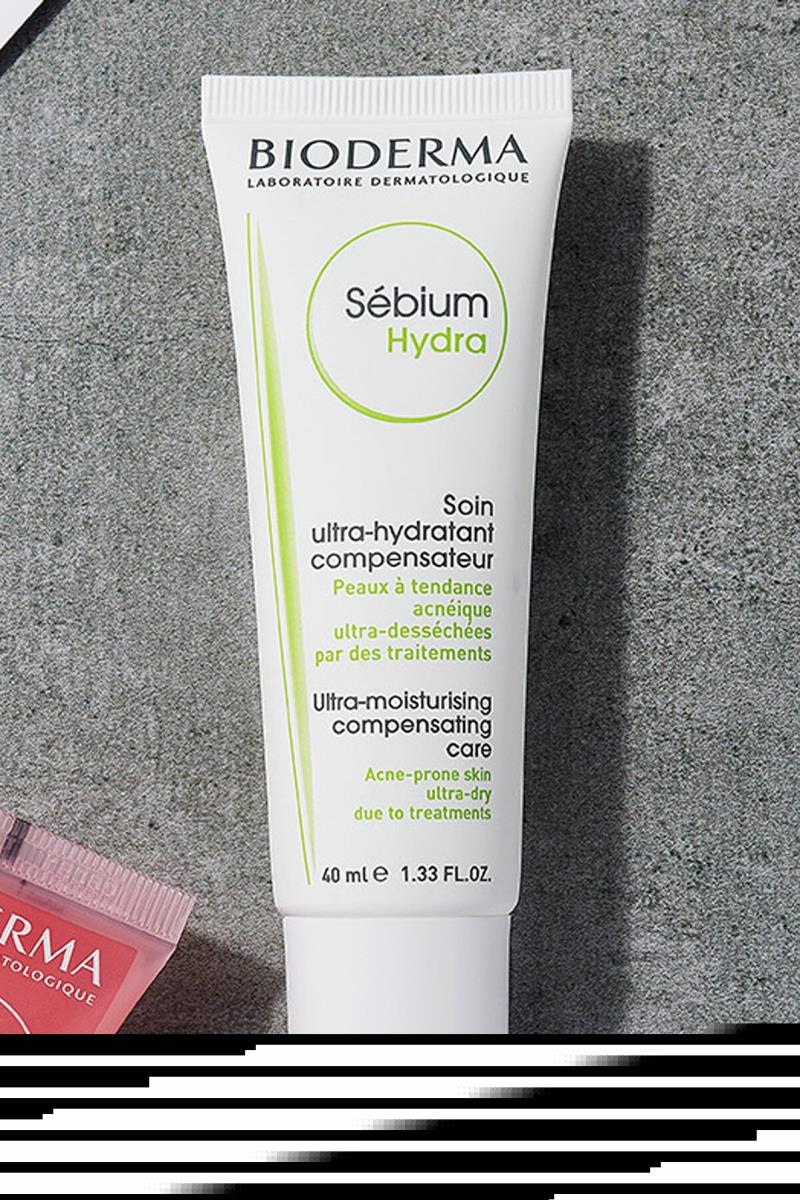 BIODERMA
LABORATOIRE DERMATOLOGIQUE
Sébium
Hydra
Soin
ultra-hydratant
compensateur
Peaux à tendance
acnéique
ultra-desséchées
par des traitements
Ultra-moisturising
compensating
care
Acne-prone skin
ultra-dry
due to treatments
40 ml e 1.33 FL.OZ.
ERMA
TOLOGIQUE